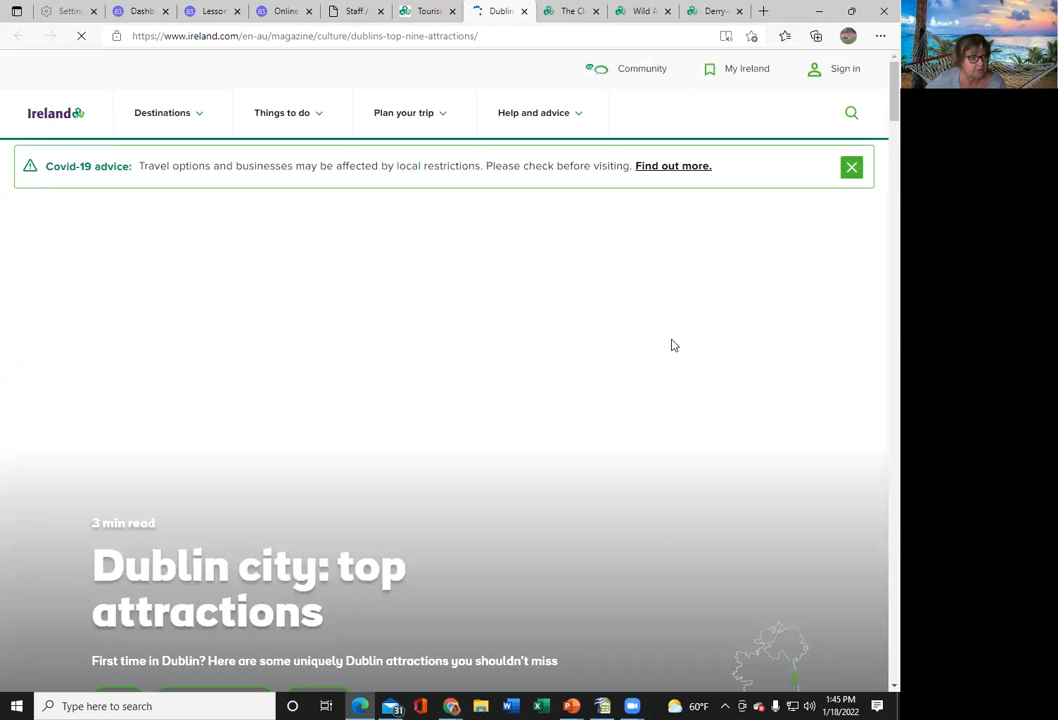 Setting Dashb Lesson Online Staff / Touris Dublin The Cl Wild A Derry-
https://www.ireland.com/en-au/magazine/culture/dublins-top-nine-attractions/
Community My Ireland Sign in
Ireland Destinations Things to do Plan your trip Help and advice
Covid-19 advice: Travel options and businesses may be affected by local restrictions. Please check before visiting. Find out more.
3 min read
Dublin city: top
attractions
First time in Dublin? Here are some uniquely Dublin attractions you shouldn't miss
Type here to search 31 60°F 1:45 PM
1/18/2022